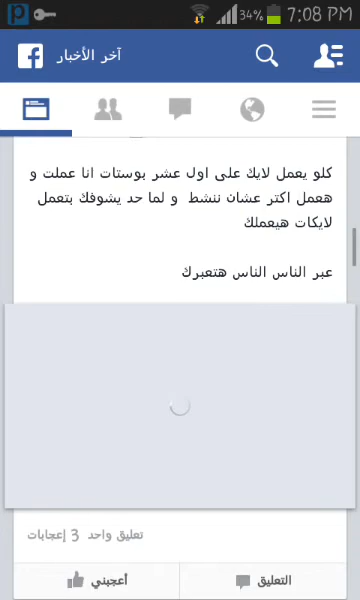 34% 7:08 PM
آخر الأخبار
كلو يعمل لايك على اول عشر بوستات انا عملت و
هعمل اكتر عشان ننشط و لما حد يشوفك بتعمل
لايكات هيعملك
عبر الناس الناس هتعبرك
تعليق واحد 3 إعجابات
أعجبني التعليق